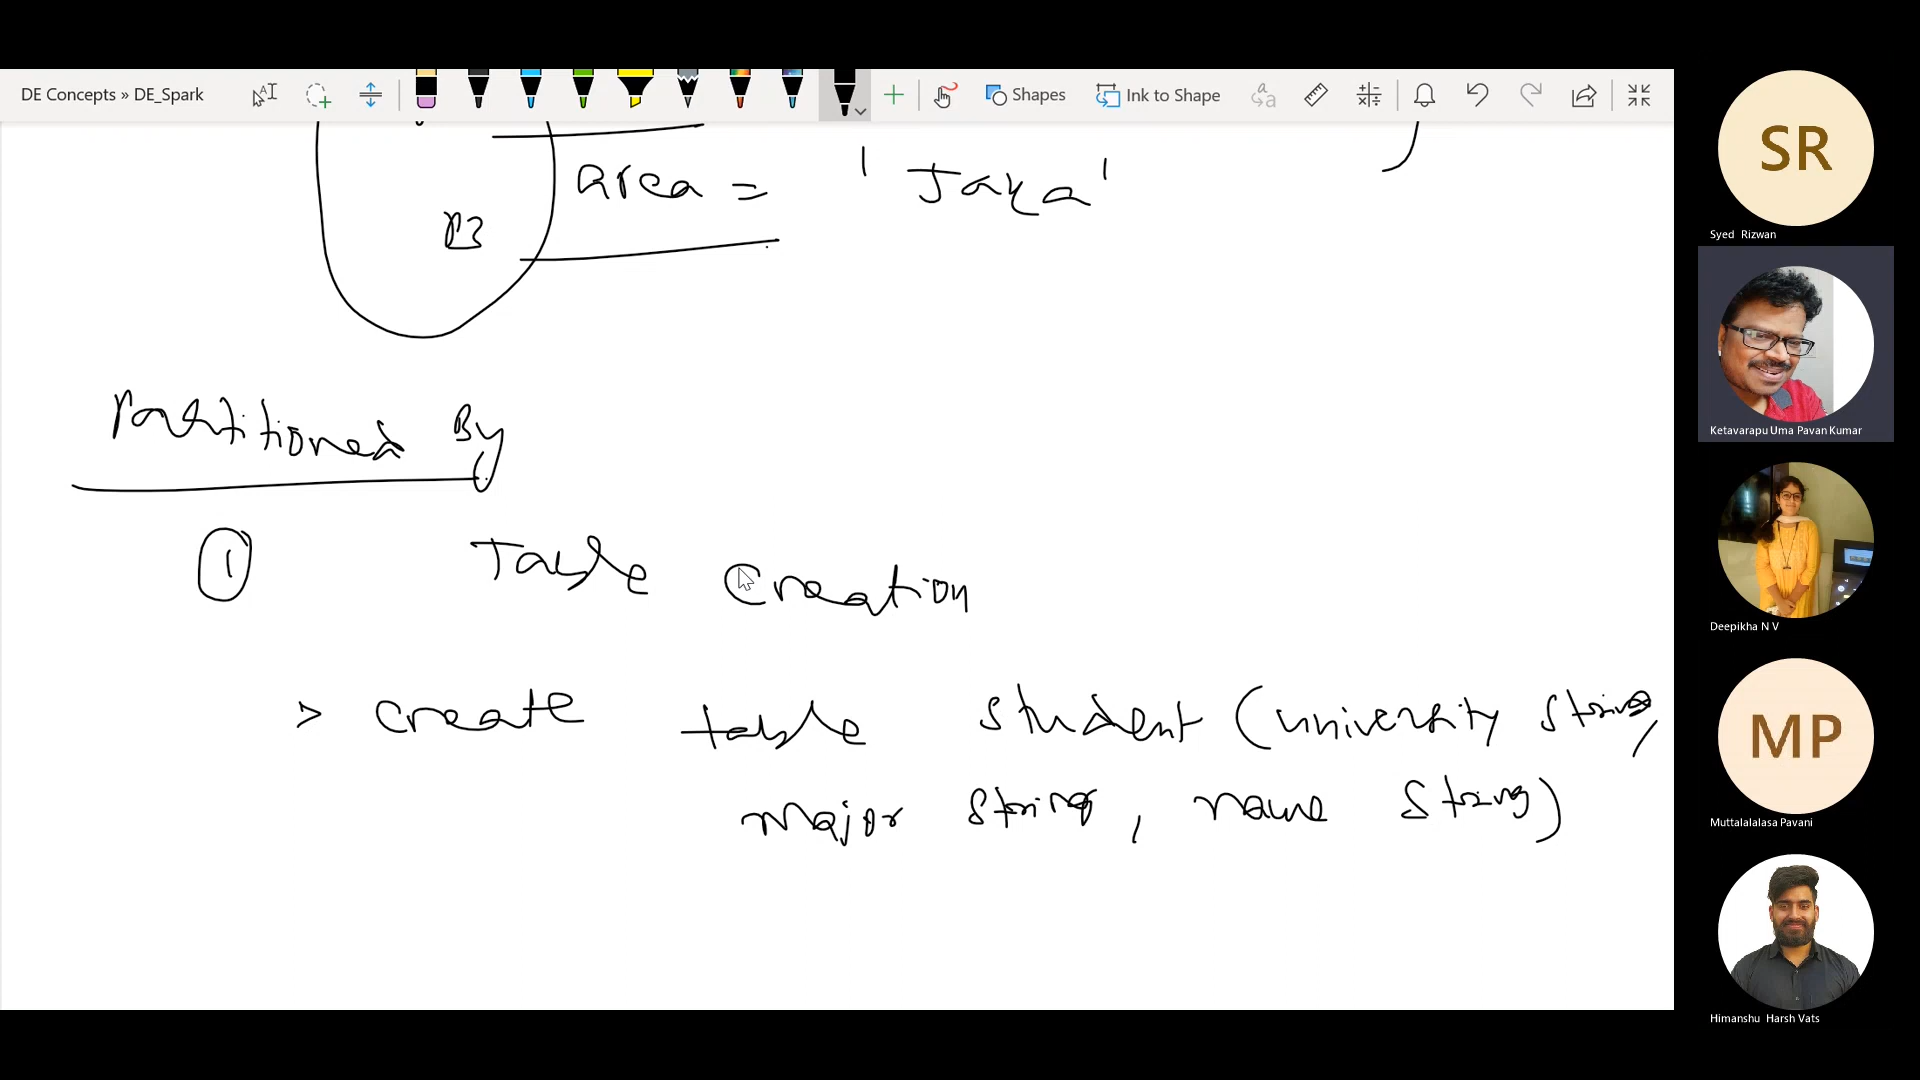 DE Concepts » DE_Spark
Shapes
Ink to Shape
area = 'Jaya'
P3
Partitioned By
1 Table Creation
> create table student (university string,
major string, name string)
SR
Syed Rizwan
Ketavarapu Uma Pavan Kumar
Deepikha N V
MP
Muttalalalasa Pavani
Himanshu Harsh Vats